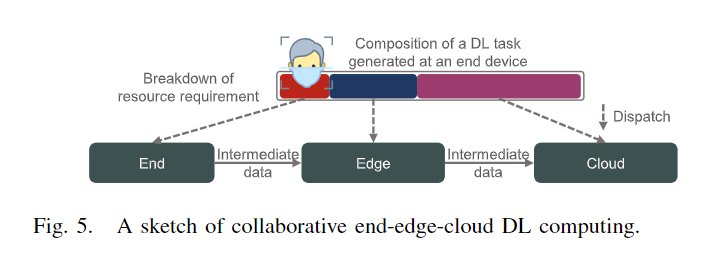 Composition of a DL task
generated at an end device
Breakdown of
resource requirement
Dispatch
End
Intermediate
data
Edge
Intermediate
data
Cloud
Fig. 5. A sketch of collaborative end-edge-cloud DL computing.